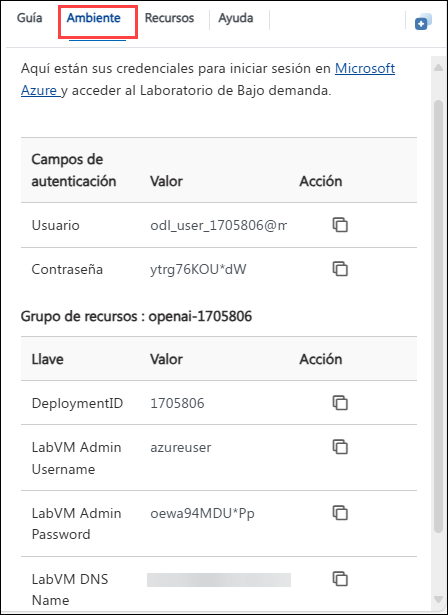 Guía Ambiente Recursos Ayuda
Aquí están sus credenciales para iniciar sesión en Microsoft
Azure y acceder al Laboratorio de Bajo demanda.
Campos de
autenticación Valor Acción
Usuario odl_user_1705806@m
Contraseña ytrg76KOU*dW
Grupo de recursos : openai-1705806
Llave Valor Acción
DeploymentID 1705806
LabVM Admin azureuser
Username
LabVM Admin oewa94MDU*Pp
Password
LabVM DNS
Name